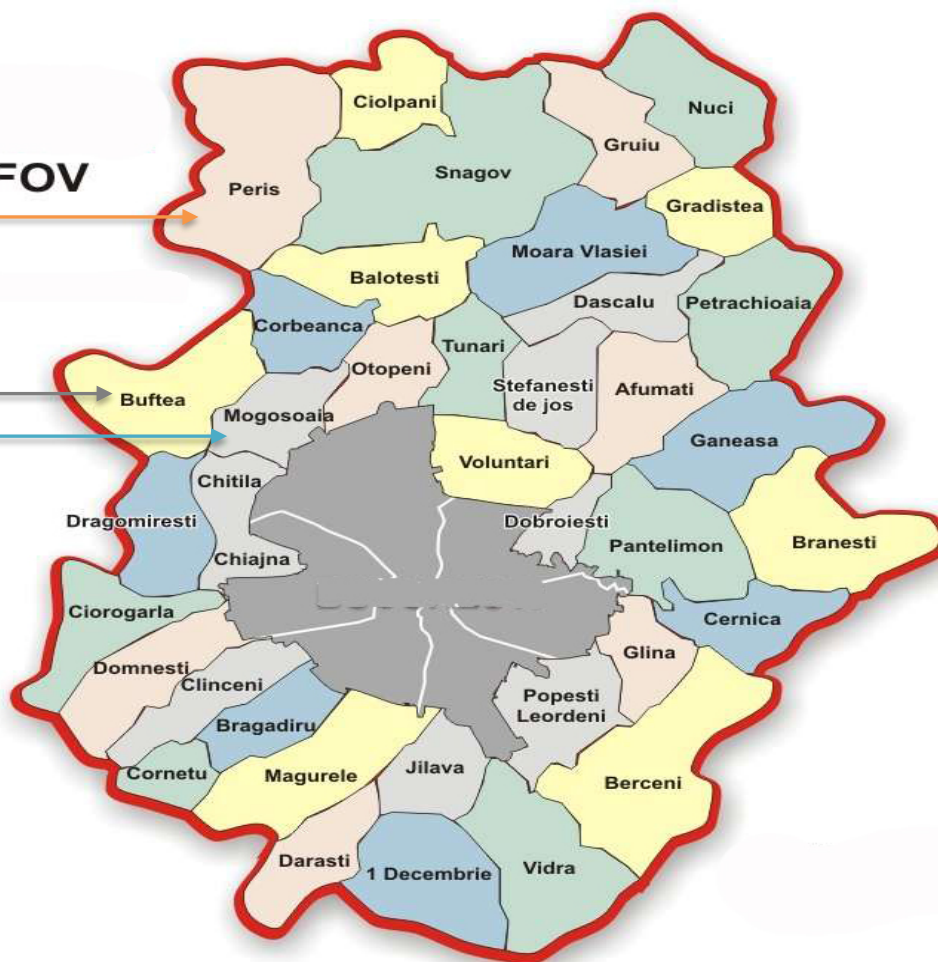 Ciolpani
Nuci
Gruiu
FOV
Snagov
Peris
Gradistea
Moara Vlasiei
Balotesti
Dascalu
Petrachioaia
Corbeanca
Tunari
Otopeni
Stefanesti
de jos
Afumati
Buftea
Mogosoaia
Ganeasa
Voluntari
Chitila
Dragomiresti
Dobroiesti
Pantelimon
Branesti
Chiajna
Ciorogarla
Cernica
Glina
Domnesti
Clinceni
Popesti
Leordeni
Bragadiru
Cornetu
Magurele
Jilava
Berceni
Darasti
1 Decembrie
Vidra